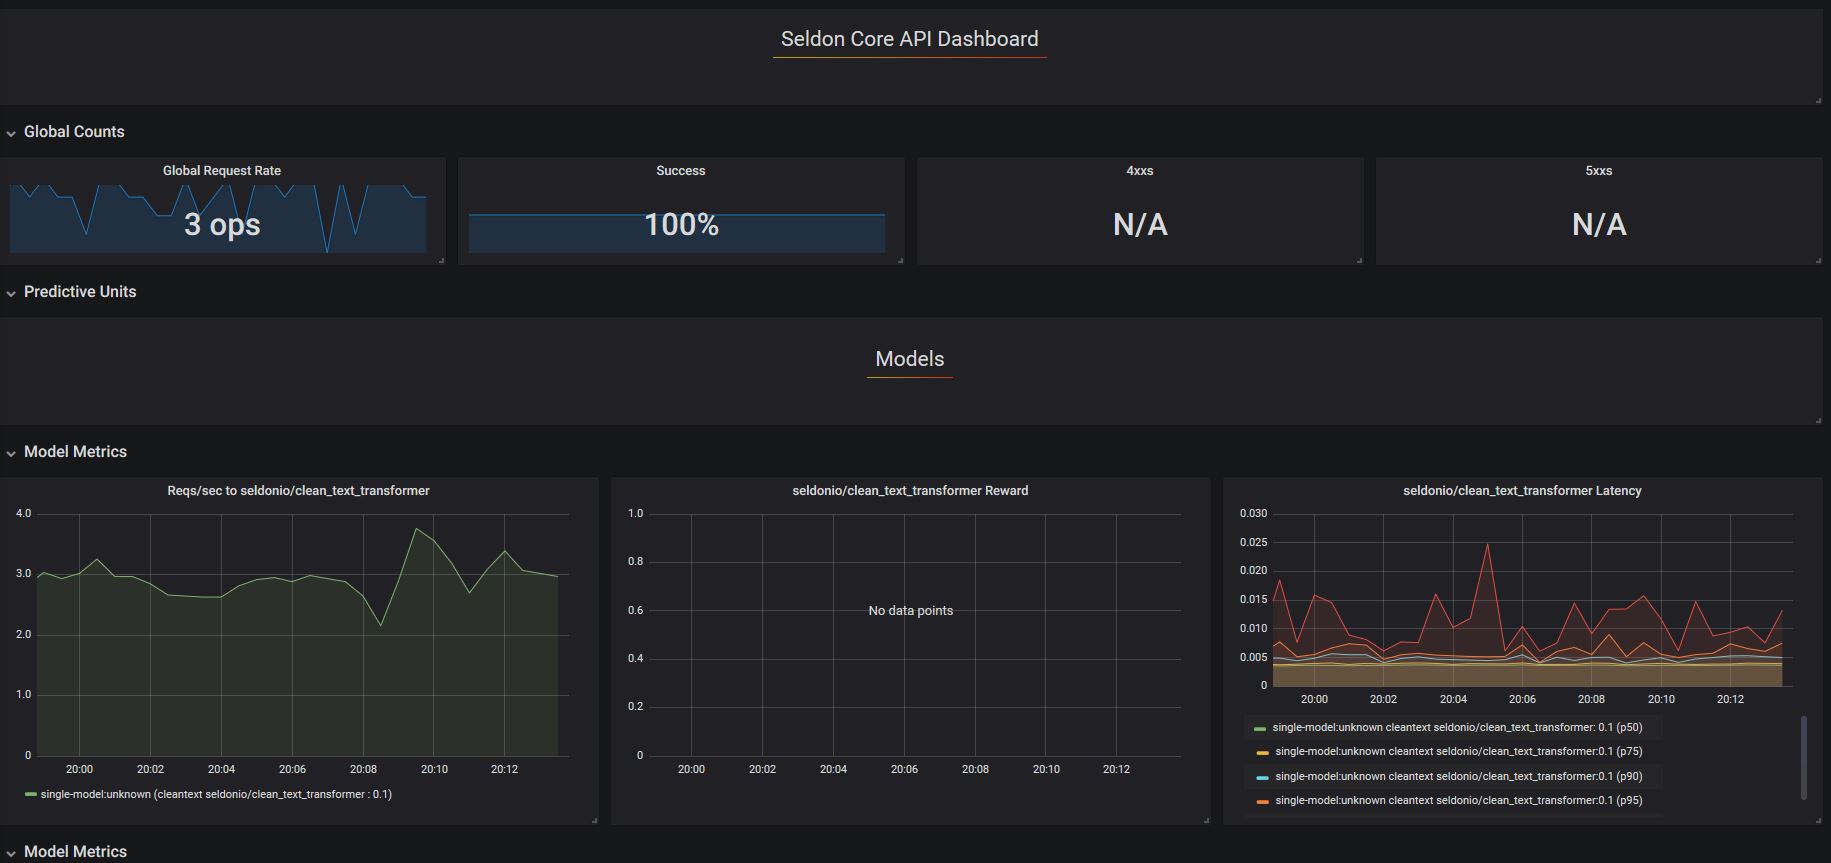 Seldon Core API Dashboard
Global Counts
Global Request Rate
3 ops
Success
100%
4xxs
N/A
5xxs
N/A
Predictive Units
Models
Model Metrics
Reqs/sec to seldonio/clean_text_transformer
4.0
3.0
2.0
1.0
0
20:00 20:02 20:04 20:06 20:08 20:10 20:12
single-model:unknown (cleantext seldonio/clean_text_transformer : 0.1)
seldonio/clean_text_transformer Reward
1.0
0.8
0.6
0.4
0.2
0
No data points
20:00 20:02 20:04 20:06 20:08 20:10 20:12
seldonio/clean_text_transformer Latency
0.030
0.025
0.020
0.015
0.010
0.005
0
20:00 20:02 20:04 20:06 20:08 20:10 20:12
single-model:unknown cleantext seldonio/clean_text_transformer: 0.1 (p50)
single-model:unknown cleantext seldonio/clean_text_transformer:0.1 (p75)
single-model:unknown cleantext seldonio/clean_text_transformer:0.1 (p90)
single-model:unknown cleantext seldonio/clean_text_transformer:0.1 (p95)
Model Metrics